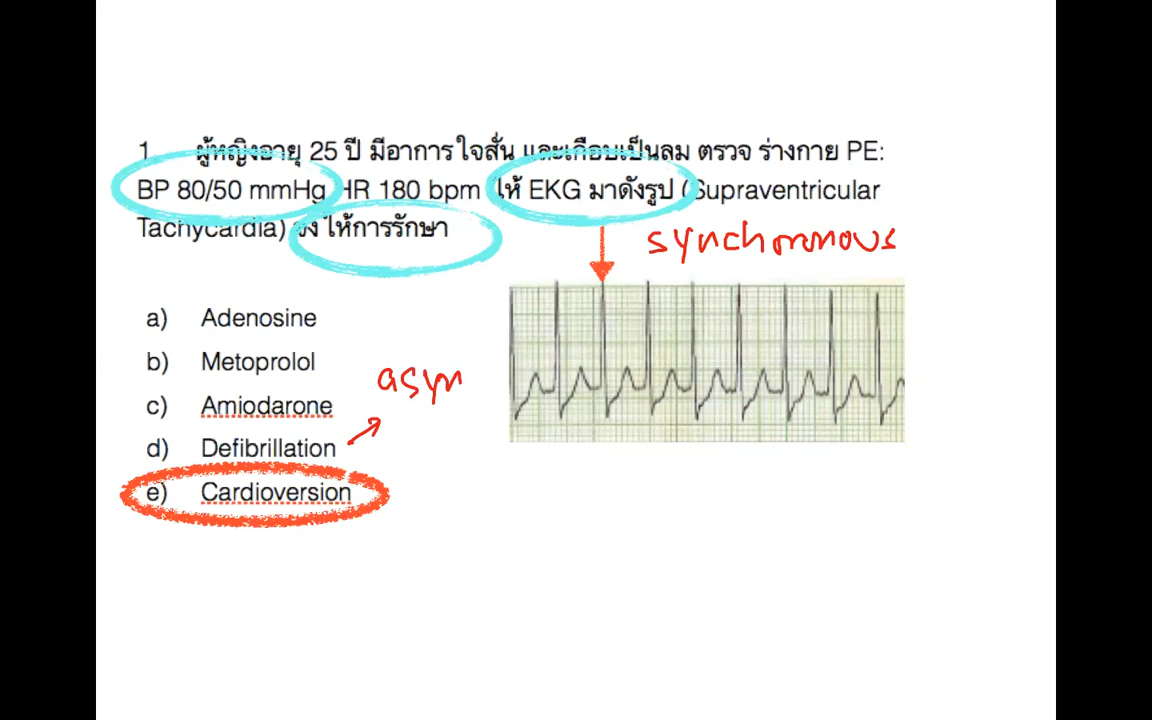 1 ผู้หญิงอายุ 25 ปี มีอาการ ใจสั่น และเกือบเป็นลม ตรวจ ร่างกาย PE:
BP 80/50 mmHg HR 180 bpm ให้ EKG มาดังรูป (Supraventricular
Tachycardia) จง ให้การรักษา
synchoronous
a) Adenosine
b) Metoprolol
asyn
c) Amiodarone
d) Defibrillation
e) Cardioversion